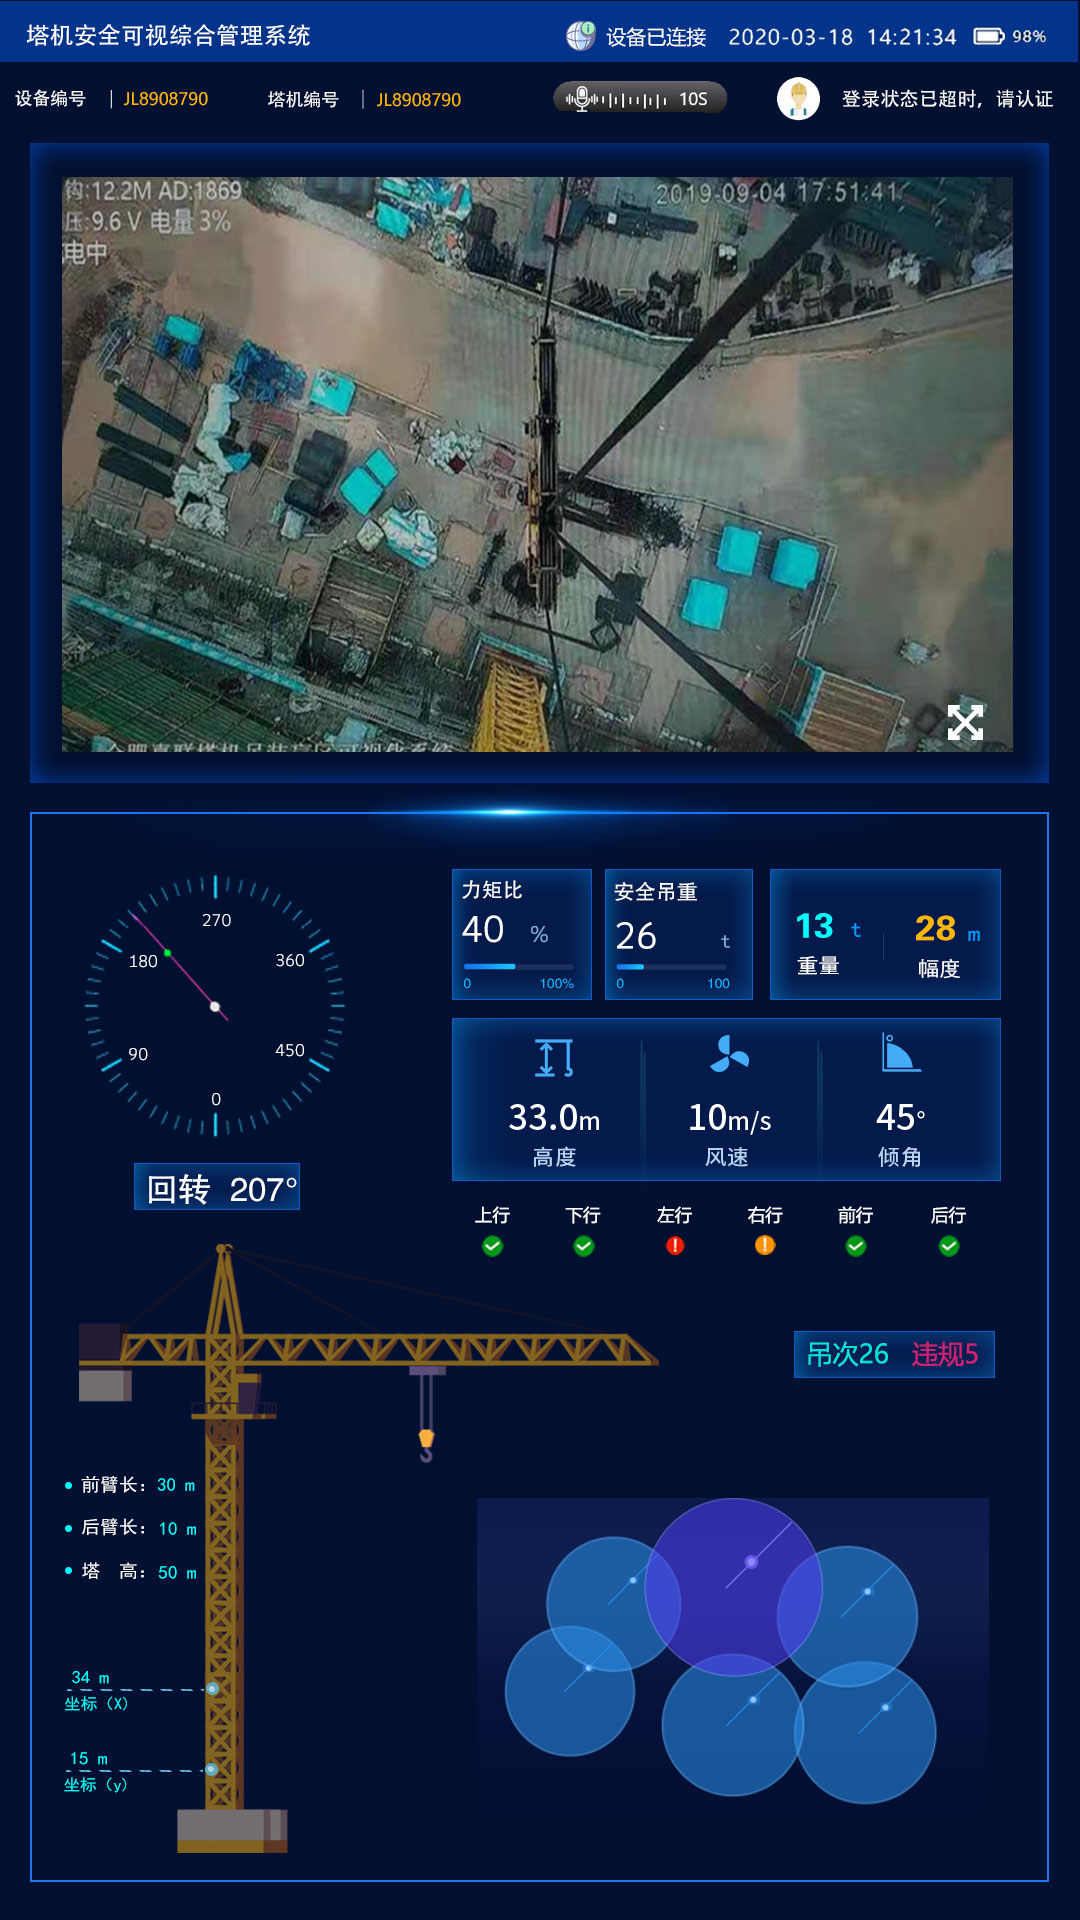 塔机安全可视综合管理系统
设备已连接 2020-03-18 14:21:34 98%
设备编号 | JL8908790 塔机编号 | JL8908790 10S 登录状态已超时，请认证
钩:12.2M AD:1869 2019-09-04 17:51:41
压:9.6 V 电量 3%
电中
力矩比
40 %
0 100%
安全吊重
26 t
0 100
13 t
重量
28 m
幅度
270
180 360
90 450
0
回转 207°
33.0m 10m/s 45°
高度 风速 倾角
上行 下行 左行 右行 前行 后行
吊次26 违规5
前臂长: 30 m
后臂长: 10 m
塔 高: 50 m
34 m
坐标（X）
15 m
坐标（y）